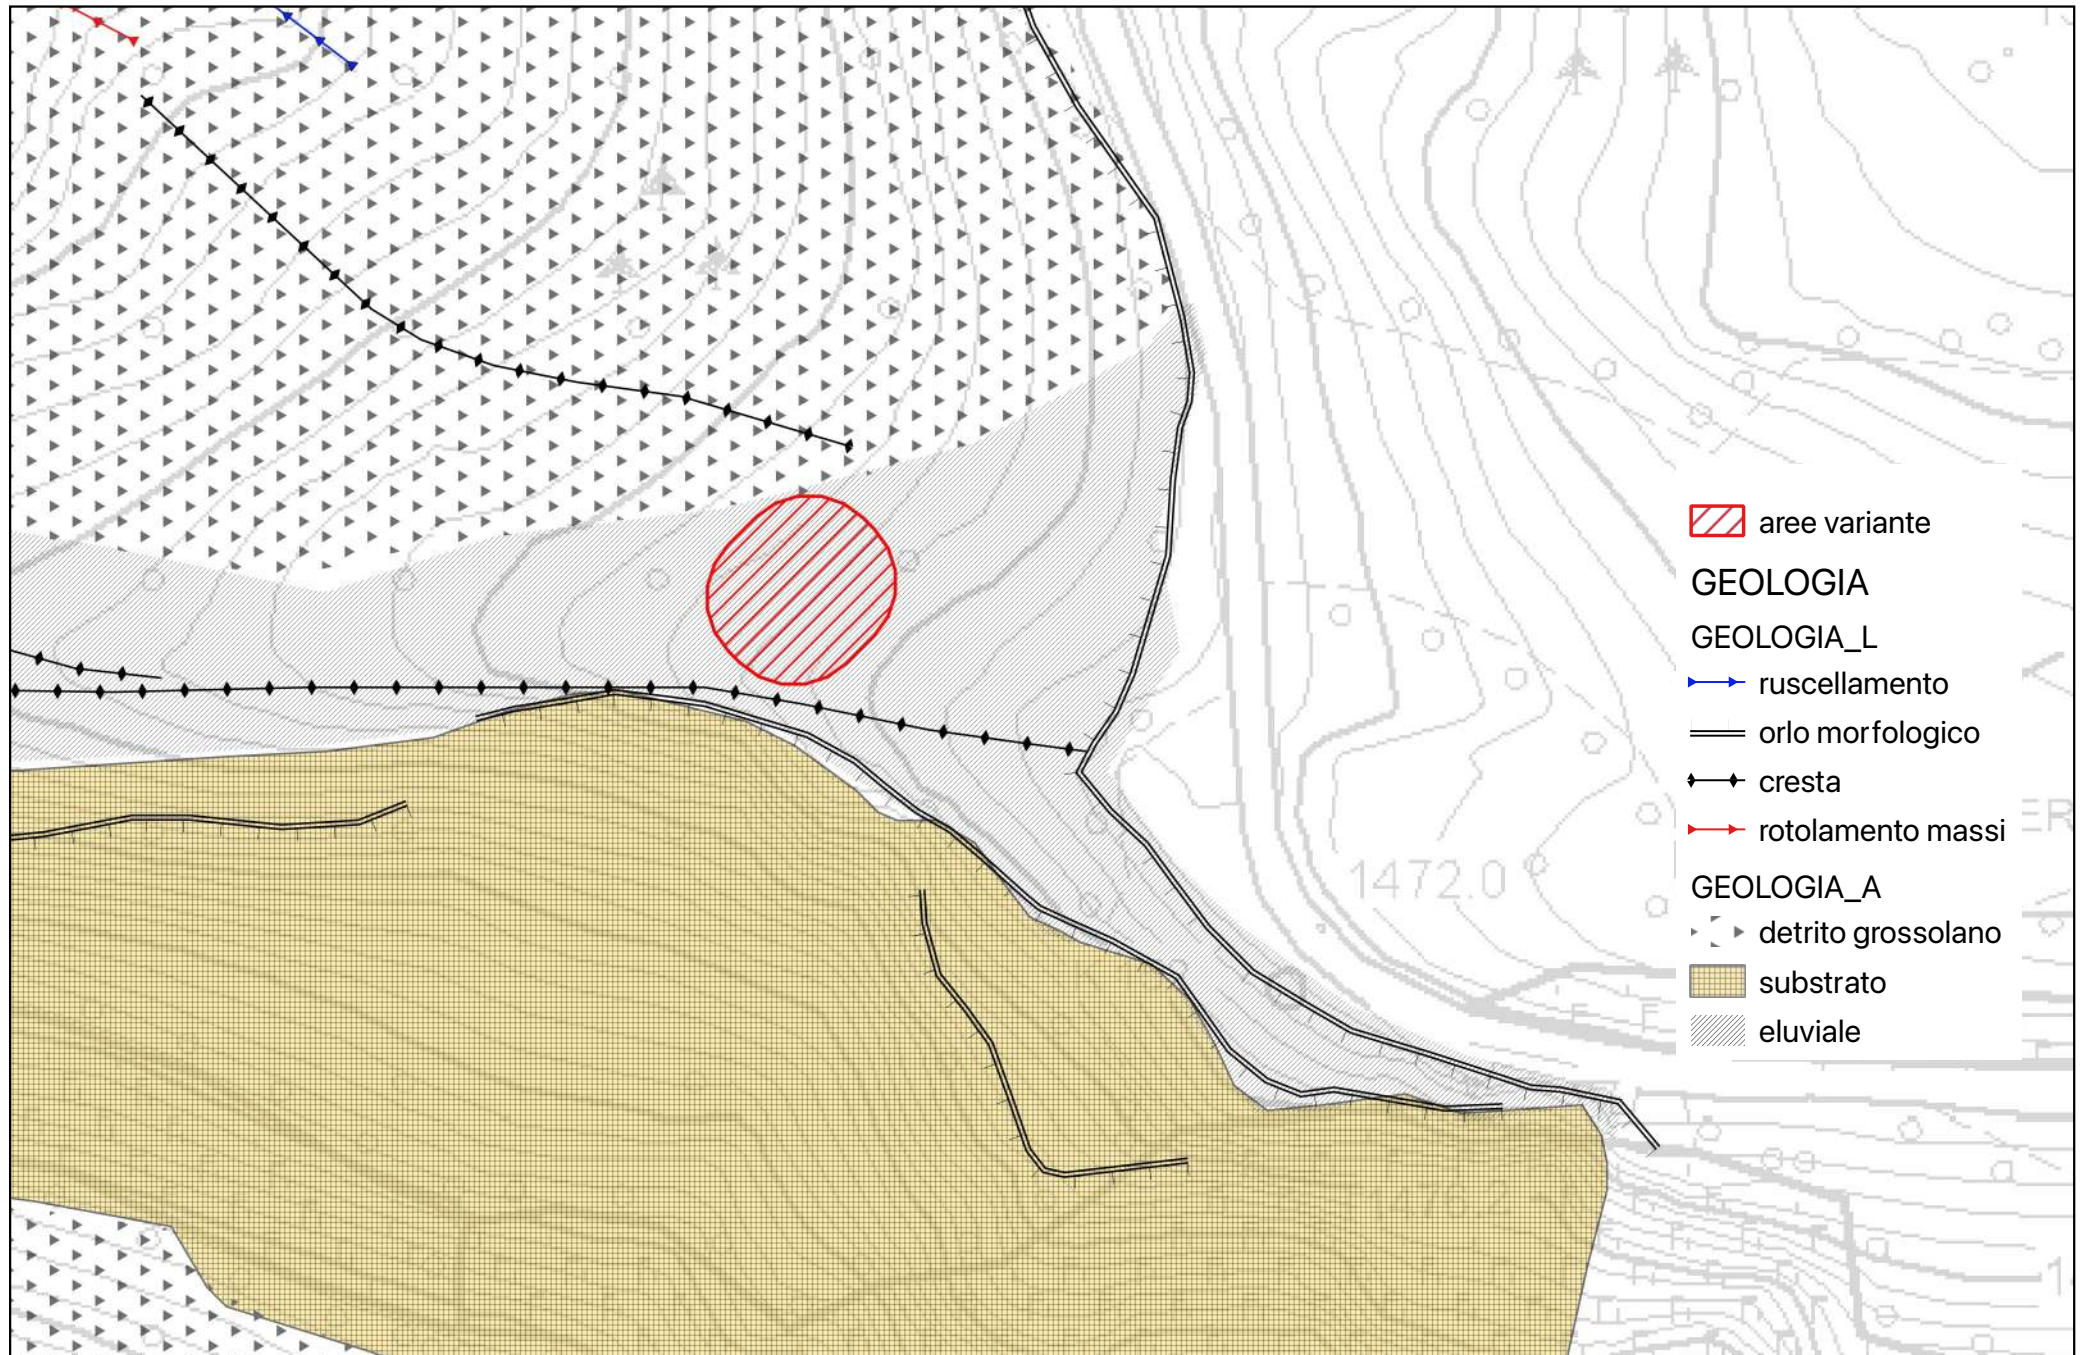 aree variante
GEOLOGIA
GEOLOGIA_L
ruscellamento
orlo morfologico
cresta
rotolamento massi
GEOLOGIA_A
detrito grossolano
substrato
eluviale
1472.0